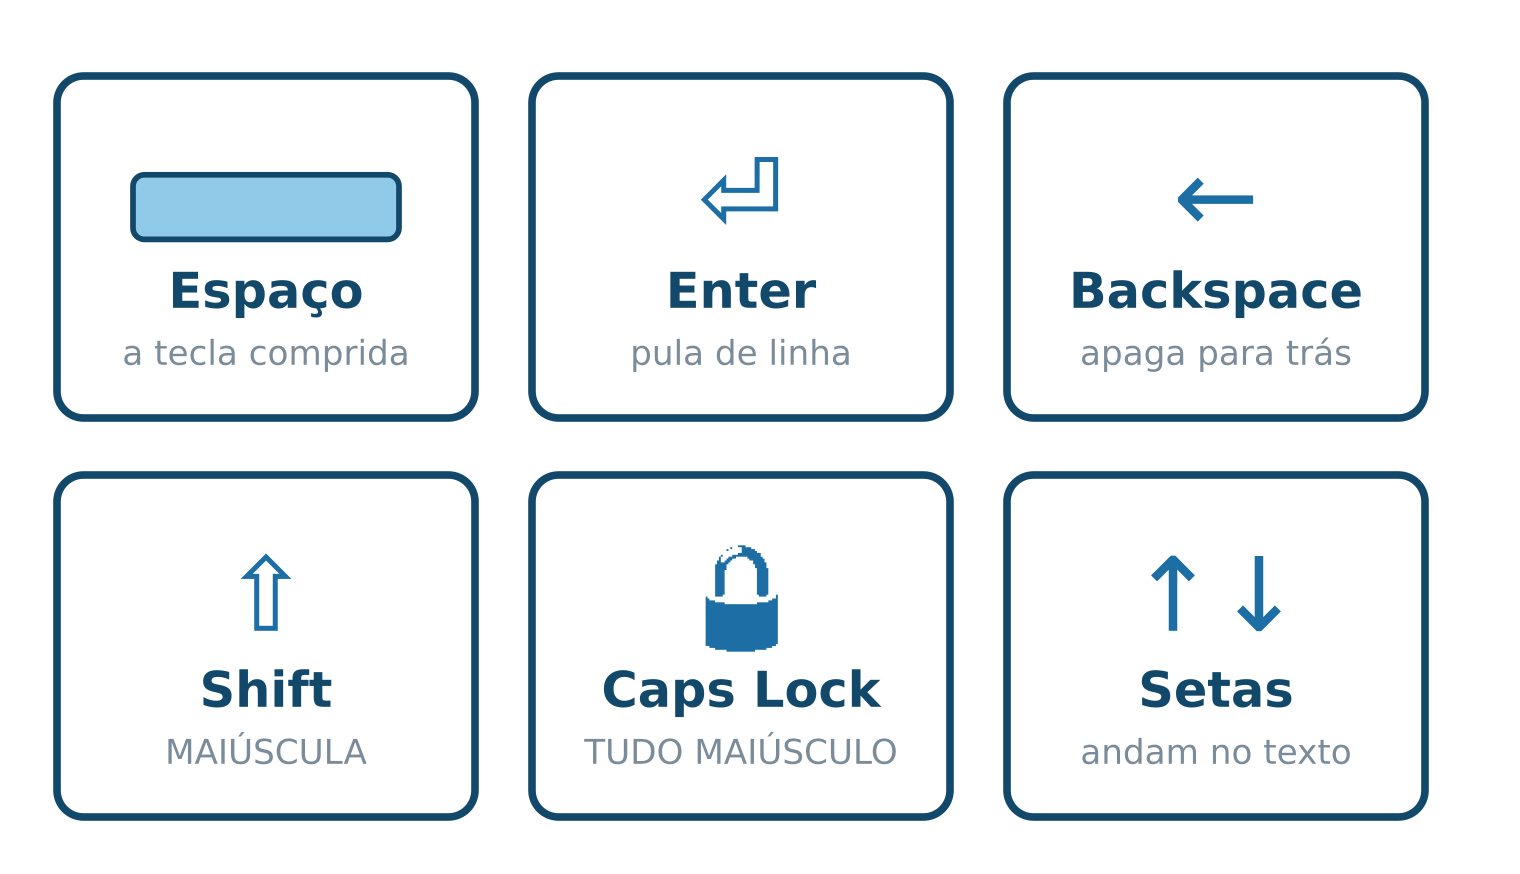 Espaço
a tecla comprida
Enter
pula de linha
Backspace
apaga para trás
Shift
MAIÚSCULA
Caps Lock
TUDO MAIÚSCULO
Setas
andam no texto